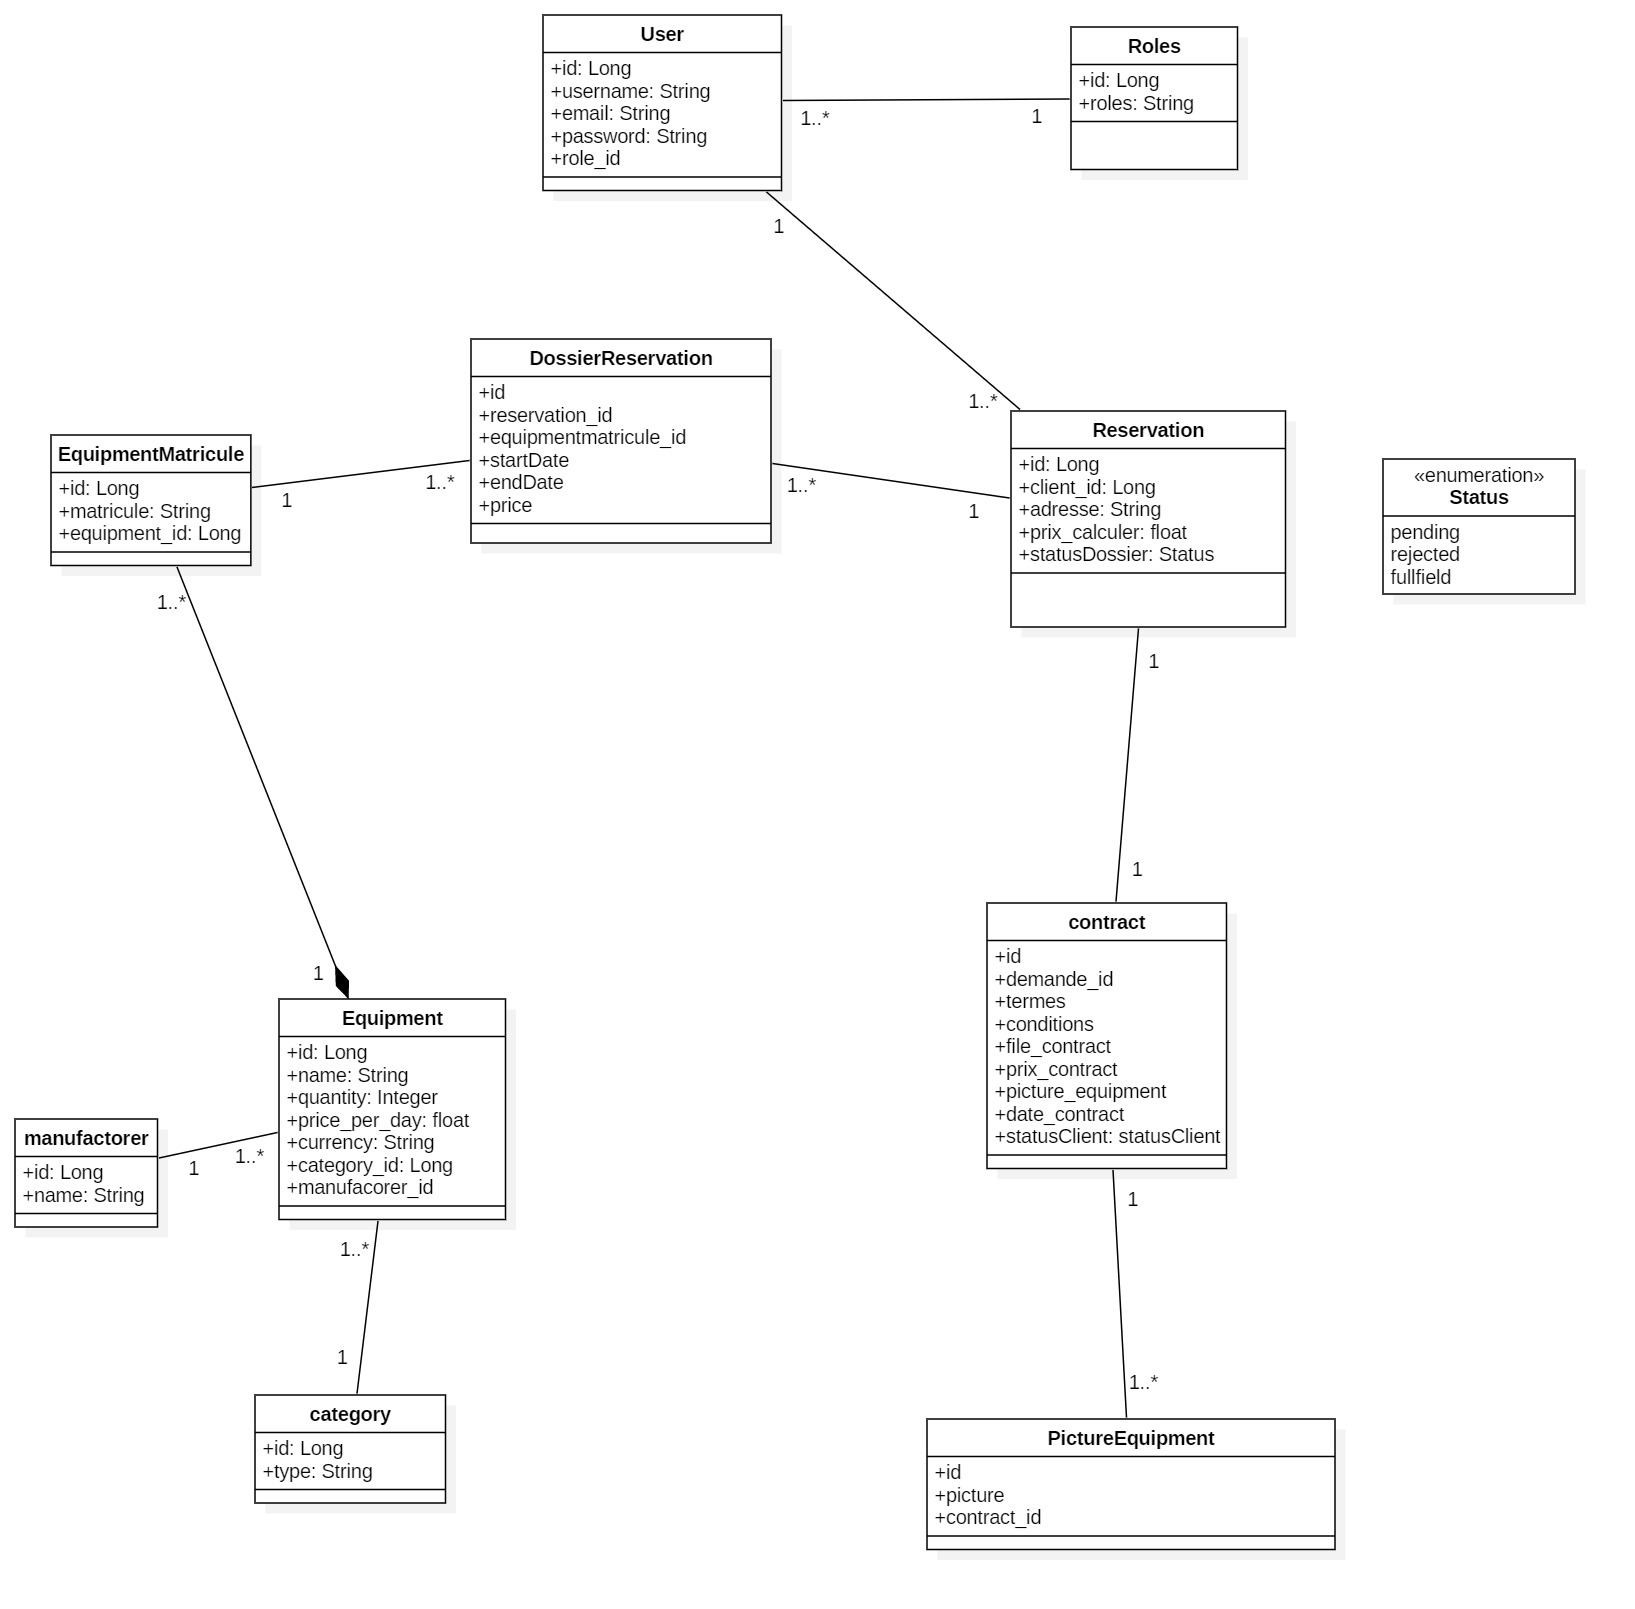 User
+id: Long
+username: String
+email: String
+password: String
+role_id
Roles
+id: Long
+roles: String
1..*
1
1
1..*
DossierReservation
+id
+reservation_id
+equipmentmatricule_id
+startDate
+endDate
+price
EquipmentMatricule
+id: Long
+matricule: String
+equipment_id: Long
1
1..*
1..*
1
Reservation
+id: Long
+client_id: Long
+adresse: String
+prix_calculer: float
+statusDossier: Status
«enumeration»
Status
pending
rejected
fullfield
1..*
1
1
1
Equipment
+id: Long
+name: String
+quantity: Integer
+price_per_day: float
+currency: String
+category_id: Long
+manufacorer_id
contract
+id
+demande_id
+termes
+conditions
+file_contract
+prix_contract
+picture_equipment
+date_contract
+statusClient: statusClient
manufactorer
+id: Long
+name: String
1
1..*
1..*
1
1
1..*
category
+id: Long
+type: String
PictureEquipment
+id
+picture
+contract_id